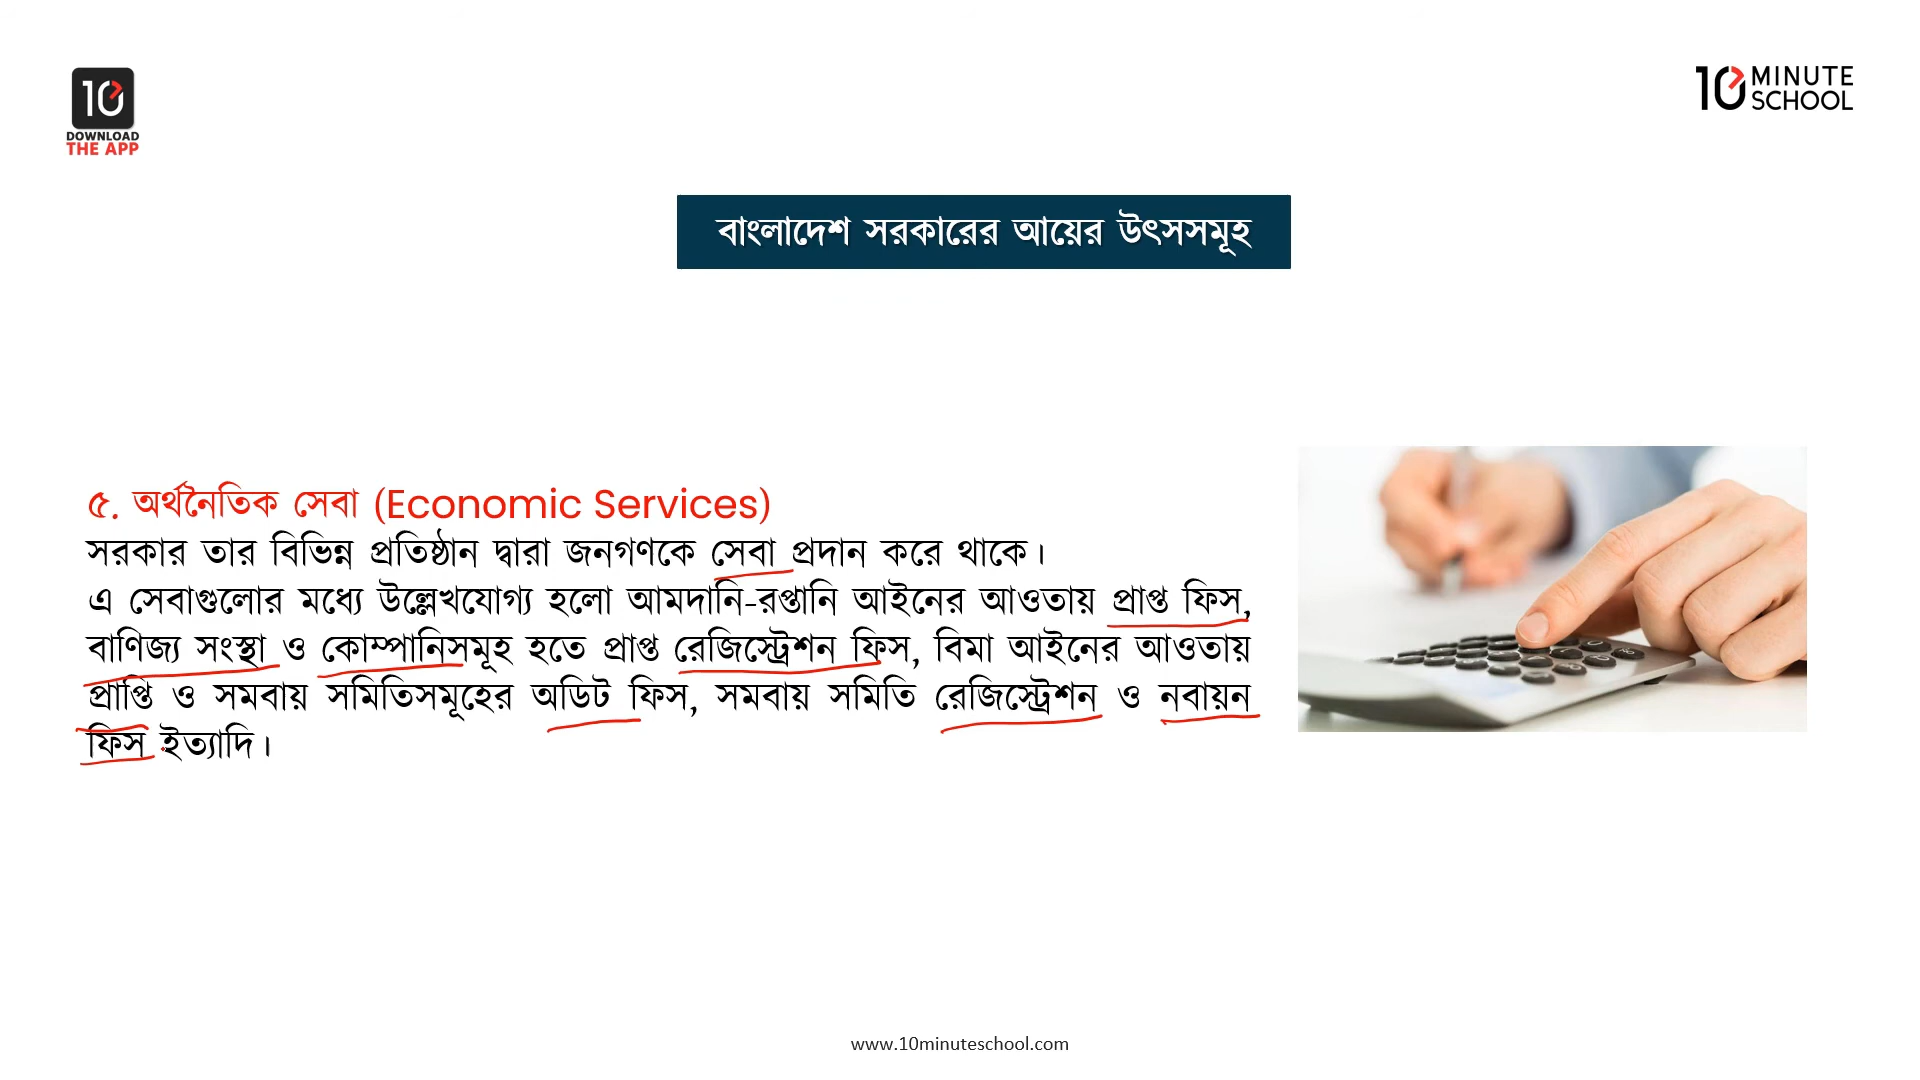 10
DOWNLOAD
THE APP
10 MINUTE
SCHOOL
বাংলাদেশ সরকারের আয়ের উৎসসমূহ
৫. অর্থনৈতিক সেবা (Economic Services)
সরকার তার বিভিন্ন প্রতিষ্ঠান দ্বারা জনগণকে সেবা প্রদান করে থাকে।
এ সেবাগুলোর মধ্যে উল্লেখযোগ্য হলো আমদানি-রপ্তানি আইনের আওতায় প্রাপ্ত ফিস,
বাণিজ্য সংস্থা ও কোম্পানিসমূহ হতে প্রাপ্ত রেজিস্ট্রেশন ফিস, বিমা আইনের আওতায়
প্রাপ্তি ও সমবায় সমিতিসমূহের অডিট ফিস, সমবায় সমিতি রেজিস্ট্রেশন ও নবায়ন
ফিস ইত্যাদি।
www.10minuteschool.com